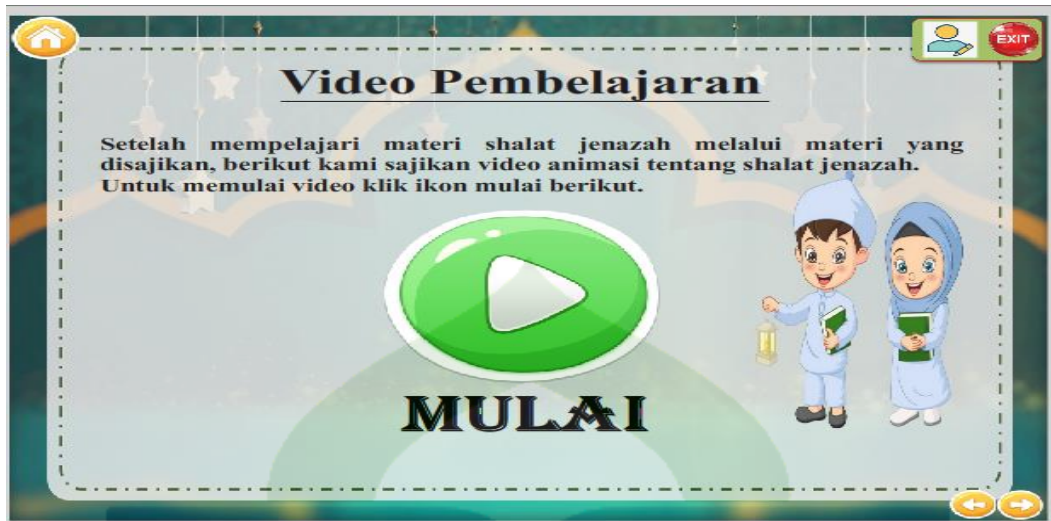 EXIT
Video Pembelajaran
Setelah mempelajari materi shalat jenazah melalui materi yang
disajikan, berikut kami sajikan video animasi tentang shalat jenazah.
Untuk memulai video klik ikon mulai berikut.
MULAI